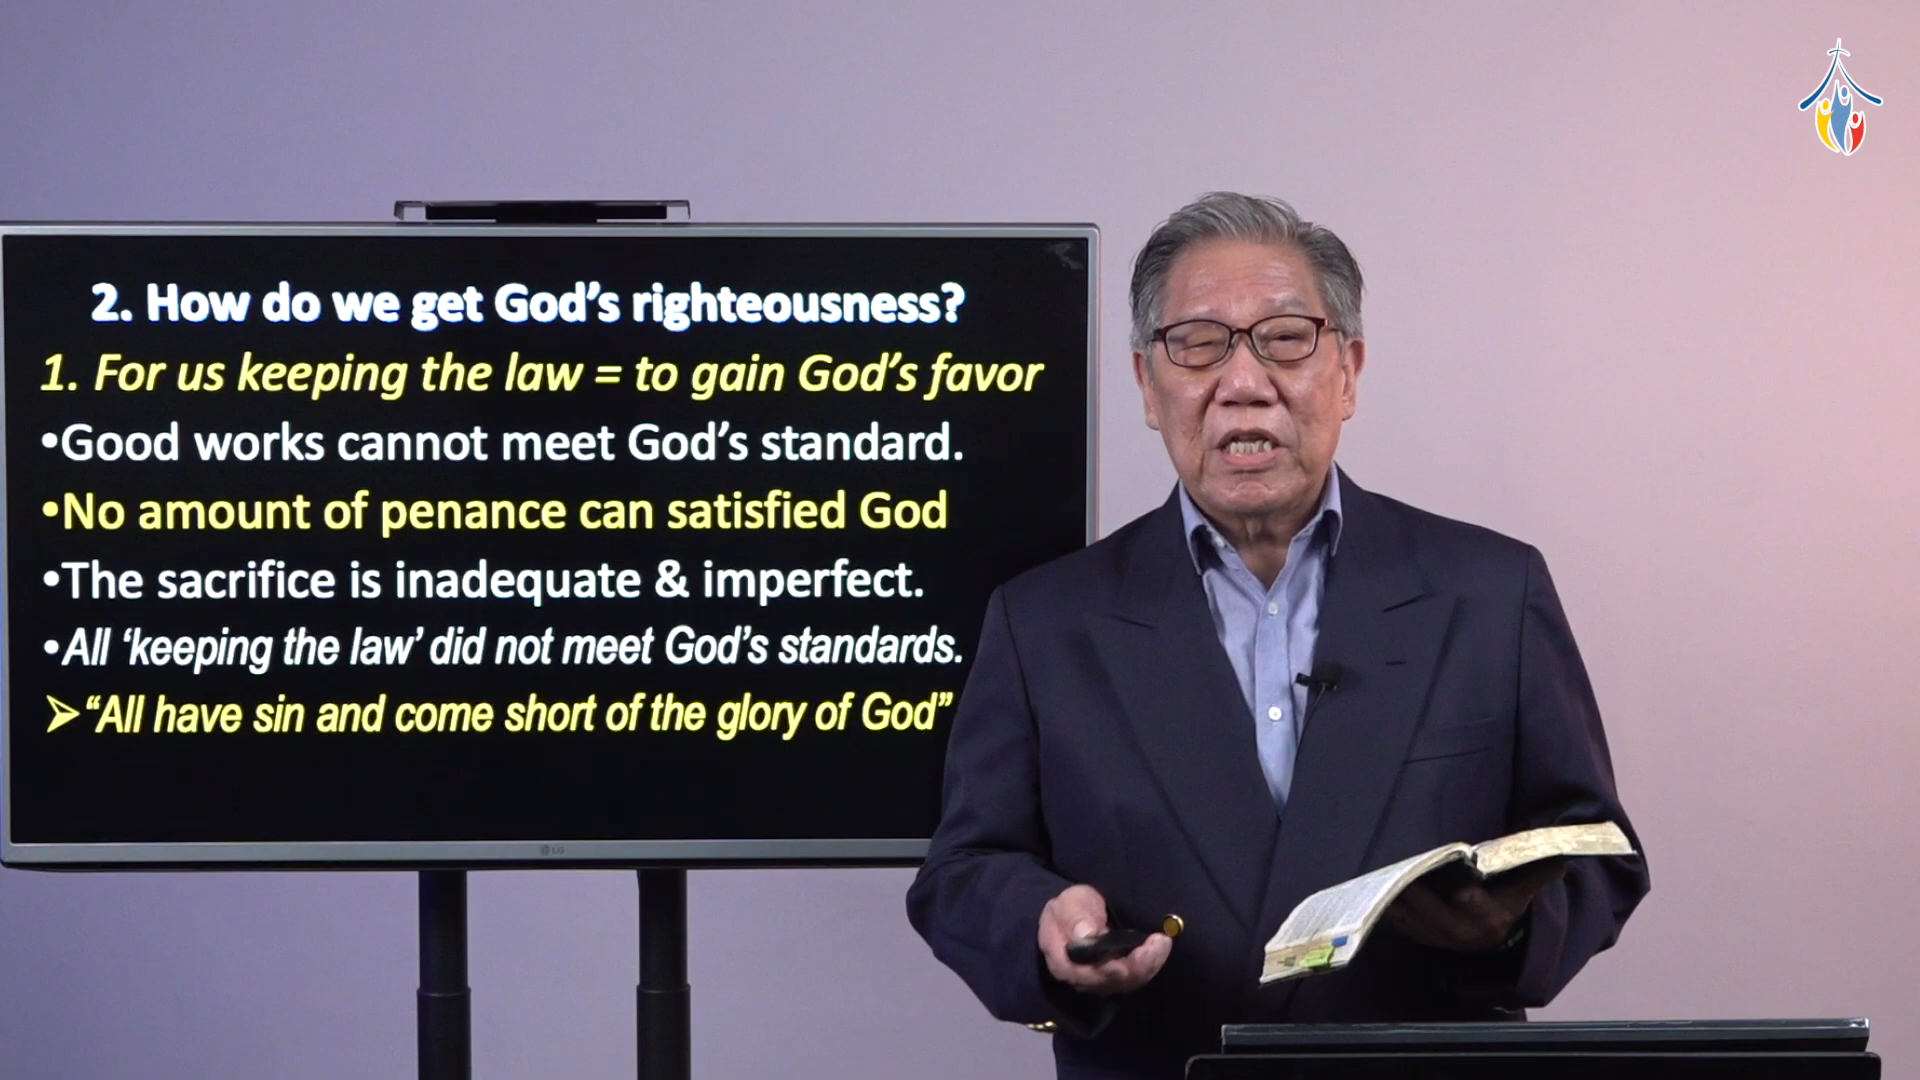 2. How do we get God’s righteousness?
1. For us keeping the law = to gain God’s favor
•Good works cannot meet God’s standard.
•No amount of penance can satisfied God
•The sacrifice is inadequate & imperfect.
•All ‘keeping the law’ did not meet God’s standards.
➢“All have sin and come short of the glory of God”
LG